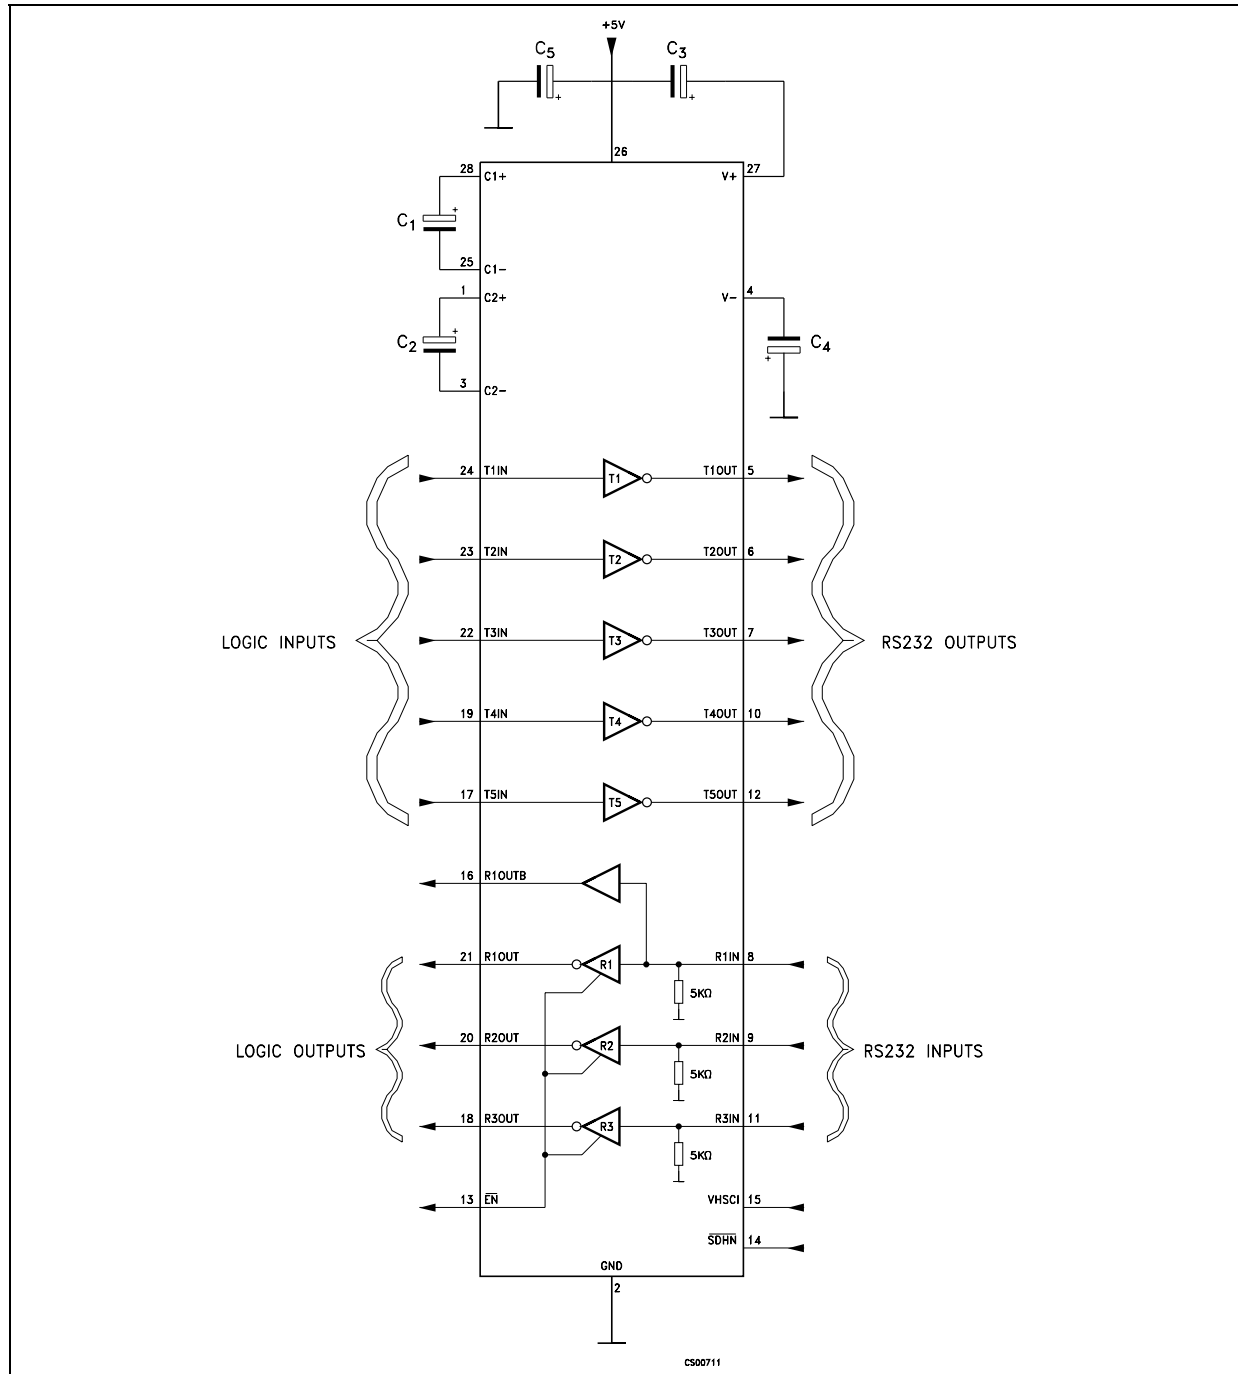 +5V
C5 C3
26
28 C1+ V+ 27
C1 +
25 C1-
1 C2+ V- 4
C2 + C4
3 C2- +
24 T1IN T1 T1OUT 5
23 T2IN T2 T2OUT 6
LOGIC INPUTS 22 T3IN T3 T3OUT 7 RS232 OUTPUTS
19 T4IN T4 T4OUT 10
17 T5IN T5 T5OUT 12
16 R1OUTB
21 R1OUT R1 R1IN 8
5KΩ
LOGIC OUTPUTS 20 R2OUT R2 R2IN 9 RS232 INPUTS
5KΩ
18 R3OUT R3 R3IN 11
5KΩ
13 EN VHSCI 15
SDHN 14
GND
2
CS00711